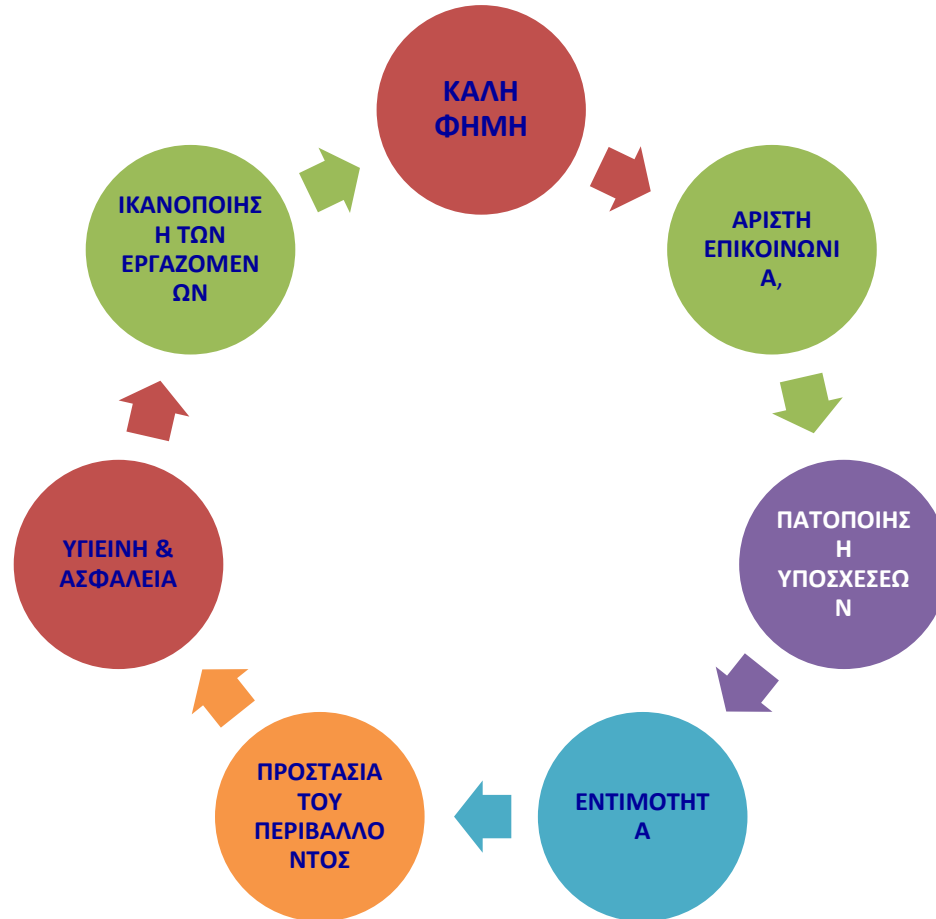 ΚΑΛΗ
ΦΗΜΗ
ΑΡΙΣΤΗ
ΕΠΙΚΟΙΝΩΝΙ
Α,
ΠΑΤΟΠΟΙΗΣ
Η
ΥΠΟΣΧΕΣΕΩ
Ν
ΕΝΤΙΜΟΤΗΤ
Α
ΠΡΟΣΤΑΣΙΑ
ΤΟΥ
ΠΕΡΙΒΑΛΛΟ
ΝΤΟΣ
ΥΓΙΕΙΝΗ &
ΑΣΦΑΛΕΙΑ
ΙΚΑΝΟΠΟΙΗΣ
Η ΤΩΝ
ΕΡΓΑΖΟΜΕΝ
ΩΝ